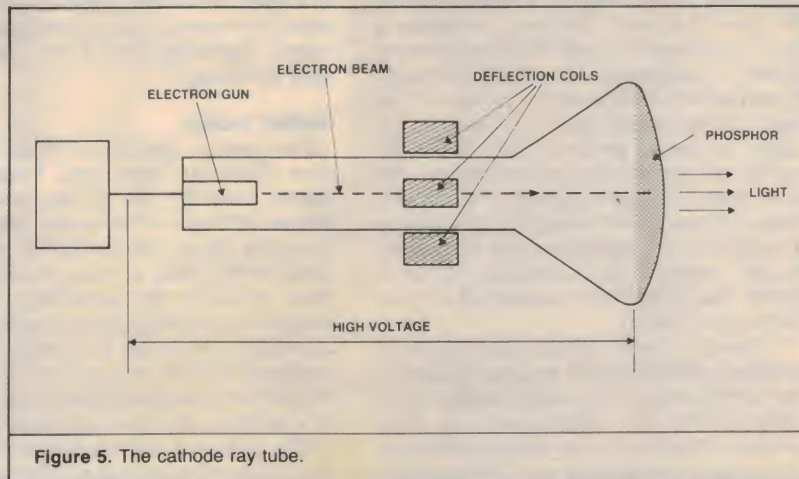 ELECTRON BEAM
DEFLECTION COILS
ELECTRON GUN
PHOSPHOR
LIGHT
HIGH VOLTAGE
Figure 5. The cathode ray tube.